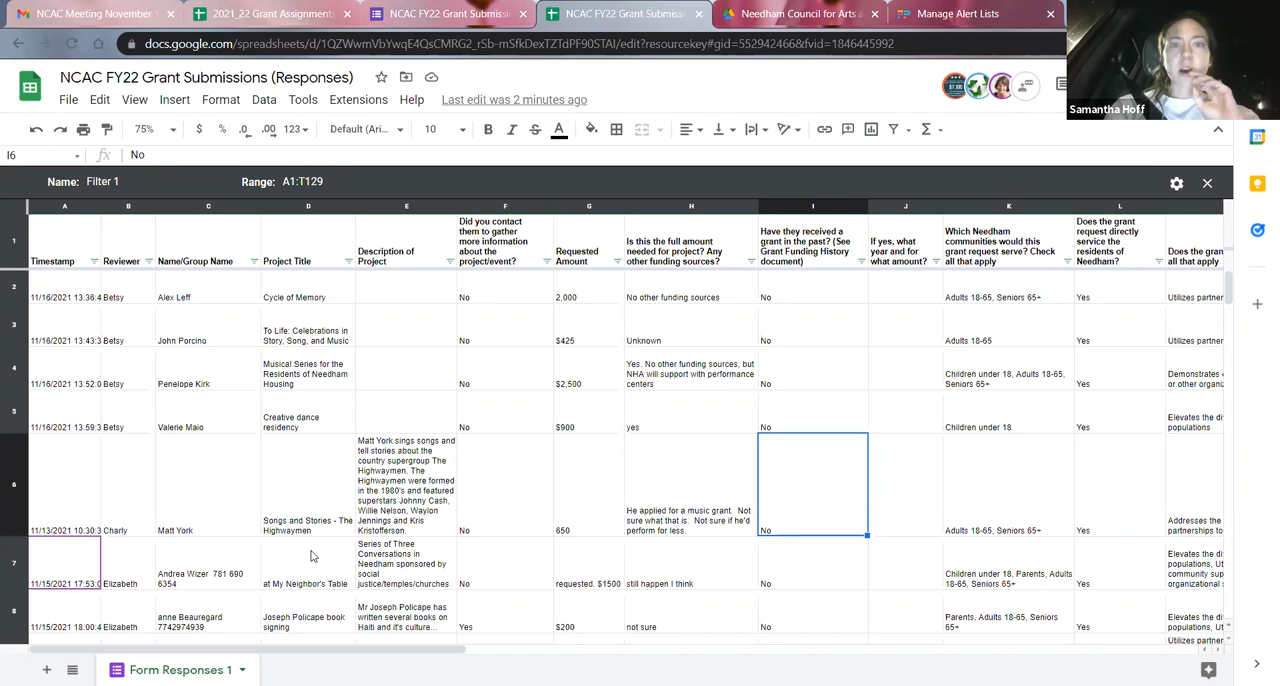 NCAC Meeting November
2021_22 Grant Assignments
NCAC FY22 Grant Submiss
NCAC FY22 Grant Submissi
Needham Council for Arts a
Manage Alert Lists
docs.google.com/spreadsheets/d/1QZWwmVbYwqE4QsCMRG2_rSb-mSfkDexTZTdPF90STAI/edit?resourcekey#gid=552942466&fvid=1846445992
Samantha Hoff
NCAC FY22 Grant Submissions (Responses)
File Edit View Insert Format Data Tools Extensions Help Last edit was 2 minutes ago
75% $ % .0 .00 123 Default (Ari... 10 B I S A
I6 fx No
Name: Filter 1 Range: A1:T129
A B C D E F G H I J K L
1
Timestamp
Reviewer
Name/Group Name
Project Title
Description of
Project
Did you contact
them to gather
more information
about the
project/event?
Requested
Amount
Is this the full amount
needed for project? Any
other funding sources?
Have they received a
grant in the past? (See
Grant Funding History
document)
If yes, what
year and for
what amount?
Which Needham
communities would this
grant request serve? Check
all that apply
Does the grant
request directly
service the
residents of
Needham?
Does the gran
all that apply
2
11/16/2021 13:36:4 Betsy
Alex Leff
Cycle of Memory
No
2,000
No other funding sources
No
Adults 18-65, Seniors 65+
Yes
Utilizes partner
3
11/16/2021 13:43:3 Betsy
John Porcino
To Life: Celebrations in
Story, Song, and Music
No
$425
Unknown
No
Adults 18-65
Yes
Utilizes partner
4
11/16/2021 13:52:0 Betsy
Penelope Kirk
Musical Series for the
Residents of Needham
Housing
No
$2,500
Yes. No other funding sources, but
NHA will support with performance
centers
No
Children under 18, Adults 18-65,
Seniors 65+
Yes
Demonstrates
or other organi
5
11/16/2021 13:59:3 Betsy
Valerie Maio
Creative dance
residency
No
$900
yes
No
Children under 18
Yes
Elevates the di
populations
6
11/13/2021 10:30:3 Charly
Matt York
Songs and Stories - The
Highwaymen
Matt York sings songs and
tell stories about the
country supergroup The
Highwaymen. The
Highwaymen were formed
in the 1980's and featured
superstars Johnny Cash,
Willie Nelson, Waylon
Jennings and Kris
Kristofferson.
No
650
He applied for a music grant. Not
sure what that is. Not sure if he'd
perform for less.
No
Adults 18-65, Seniors 65+
Yes
Addresses the
partnerships to
7
11/15/2021 17:53:0 Elizabeth
Andrea Wizer 781 690
6354
at My Neighbor's Table
Series of Three
Conversations in
Needham sponsored by
social
justice/temples/churches
No
requested. $1500
still happen I think
No
Children under 18, Parents, Adults
18-65, Seniors 65+
Yes
Elevates the di
populations, Ut
community sup
organizational s
8
11/15/2021 18:00:4 Elizabeth
anne Beauregard
7742974939
Joseph Policape book
signing
Mr Joseph Policape has
written several books on
Haiti and it's culture...
Yes
$200
not sure
No
Parents, Adults 18-65, Seniors
65+
Yes
Elevates the di
populations, Ut
Utilizes partner
Form Responses 1